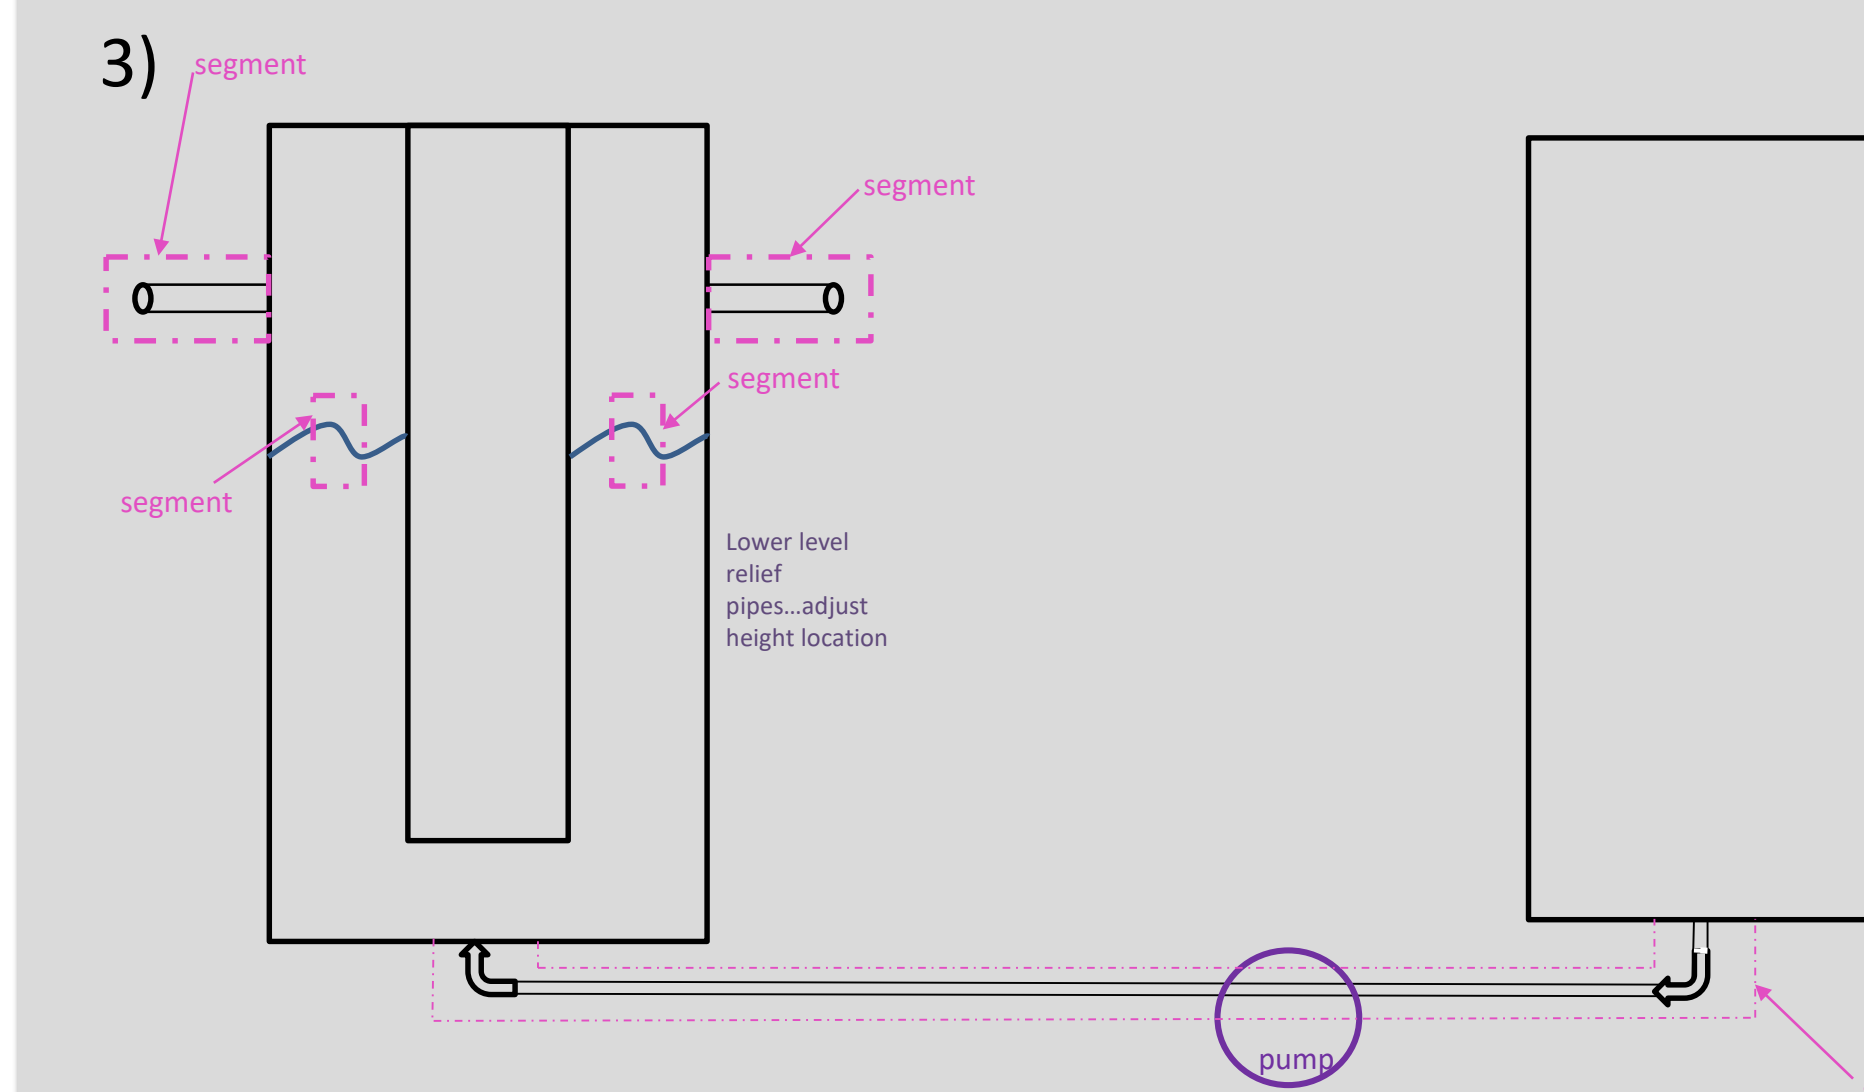 3)
segment
segment
segment
segment
Lower level
relief
pipes...adjust
height location
pump